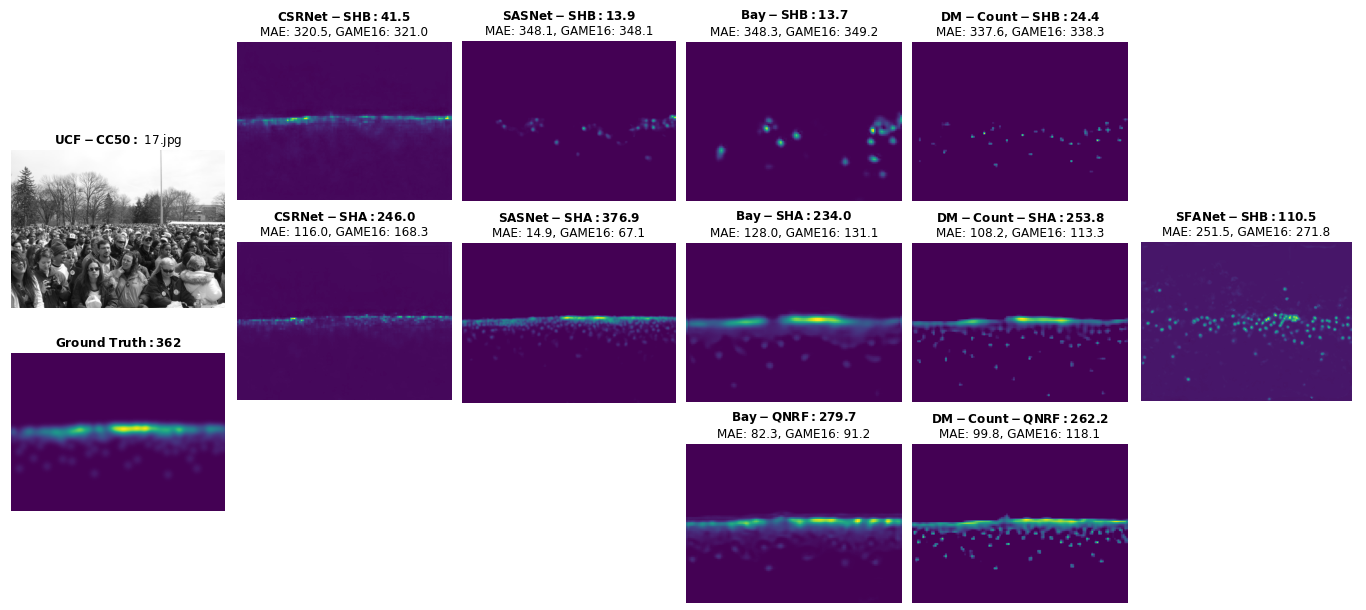 UCF − CC50 : 17.jpg
Ground Truth : 362
CSRNet − SHB : 41.5
MAE: 320.5, GAME16: 321.0
SASNet − SHB : 13.9
MAE: 348.1, GAME16: 348.1
Bay − SHB : 13.7
MAE: 348.3, GAME16: 349.2
DM − Count − SHB : 24.4
MAE: 337.6, GAME16: 338.3
CSRNet − SHA : 246.0
MAE: 116.0, GAME16: 168.3
SASNet − SHA : 376.9
MAE: 14.9, GAME16: 67.1
Bay − SHA : 234.0
MAE: 128.0, GAME16: 131.1
DM − Count − SHA : 253.8
MAE: 108.2, GAME16: 113.3
SFANet − SHB : 110.5
MAE: 251.5, GAME16: 271.8
Bay − QNRF : 279.7
MAE: 82.3, GAME16: 91.2
DM − Count − QNRF : 262.2
MAE: 99.8, GAME16: 118.1